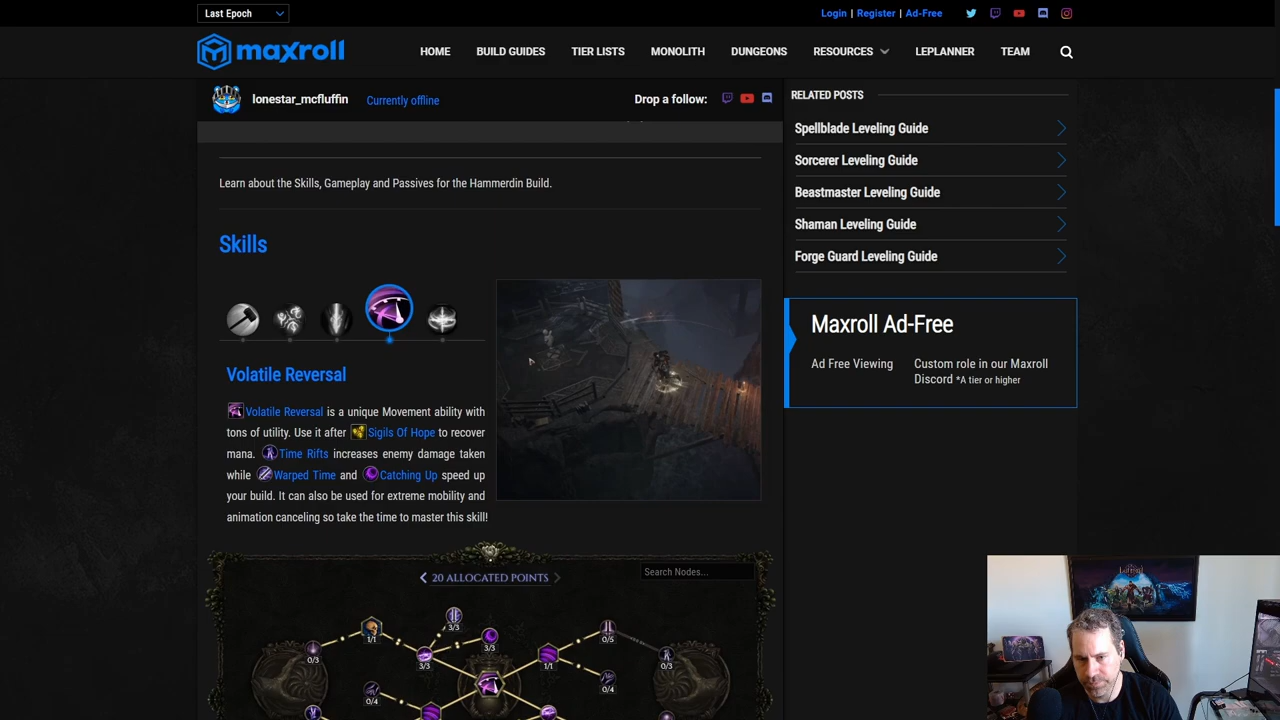 Last Epoch
Login | Register | Ad-Free
maxroll
HOME BUILD GUIDES TIER LISTS MONOLITH DUNGEONS RESOURCES LEPLANNER TEAM
lonestar_mcfluffin Currently offline Drop a follow:
Learn about the Skills, Gameplay and Passives for the Hammerdin Build.
Skills
Volatile Reversal
Volatile Reversal is a unique Movement ability with
tons of utility. Use it after Sigils Of Hope to recover
mana. Time Rifts increases enemy damage taken
while Warped Time and Catching Up speed up
your build. It can also be used for extreme mobility and
animation canceling so take the time to master this skill!
20 ALLOCATED POINTS
Search Nodes...
3/3
1/1
3/3
0/5
0/3
3/3
1/1
0/3
0/4
0/4
RELATED POSTS
Spellblade Leveling Guide
Sorcerer Leveling Guide
Beastmaster Leveling Guide
Shaman Leveling Guide
Forge Guard Leveling Guide
Maxroll Ad-Free
Ad Free Viewing
Custom role in our Maxroll
Discord *A tier or higher